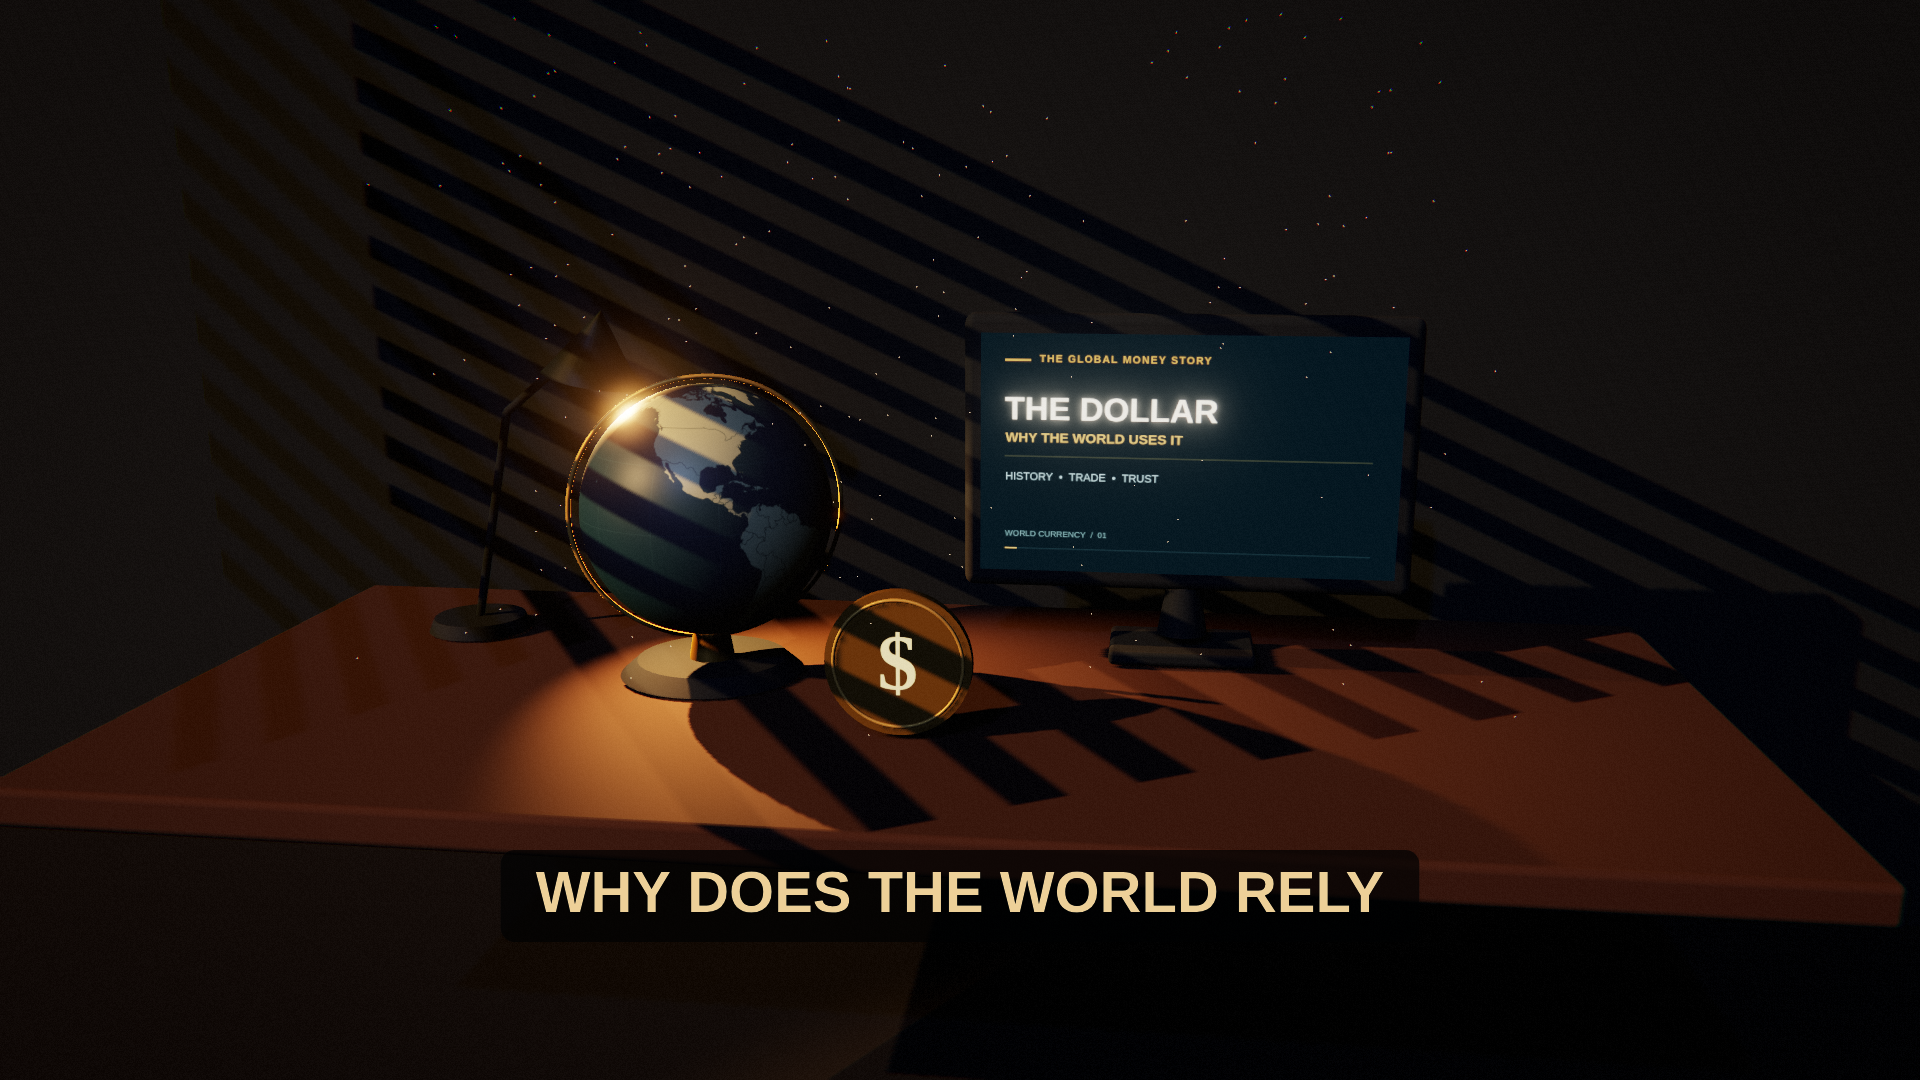 THE GLOBAL MONEY STORY
THE DOLLAR
WHY THE WORLD USES IT
HISTORY • TRADE • TRUST
WORLD CURRENCY / 01
$
WHY DOES THE WORLD RELY